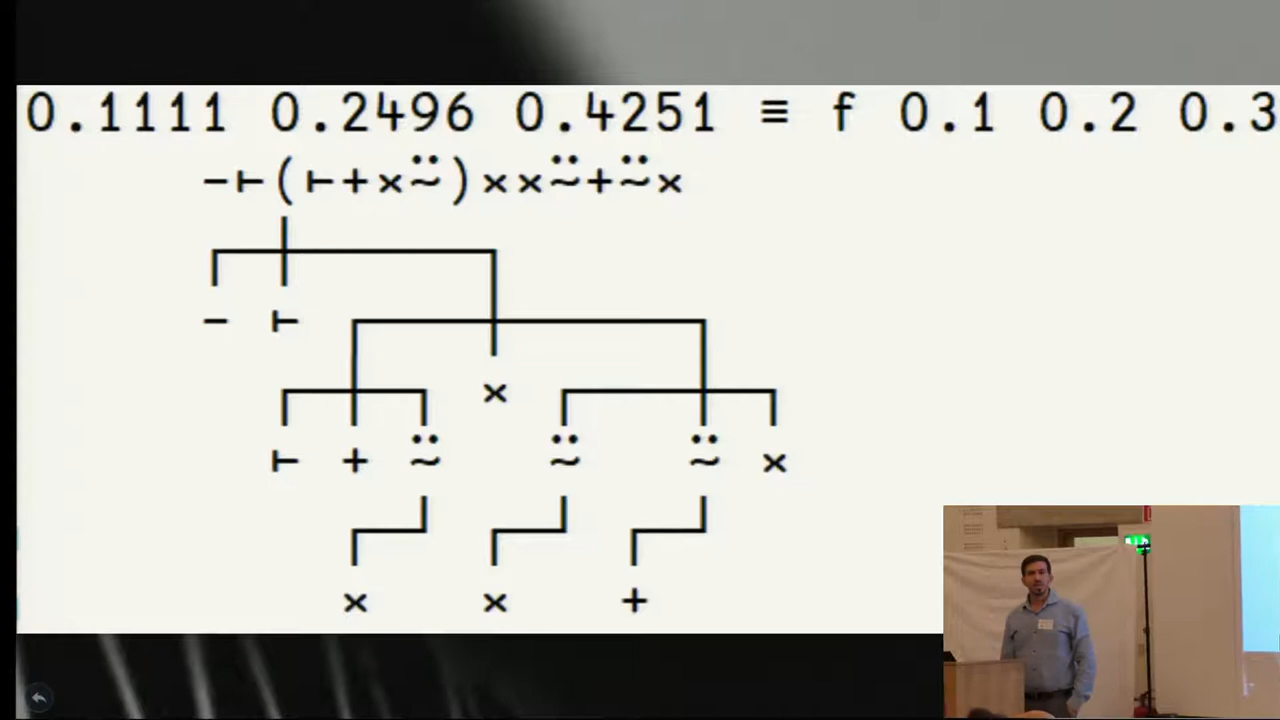 0.1111 0.2496 0.4251 ≡ f 0.1 0.2 0.3
-⊢(⊢+×⍨)××⍨+⍨×
- ⊢
×
⊢ + ⍨ ⍨ ⍨ ×
× × +